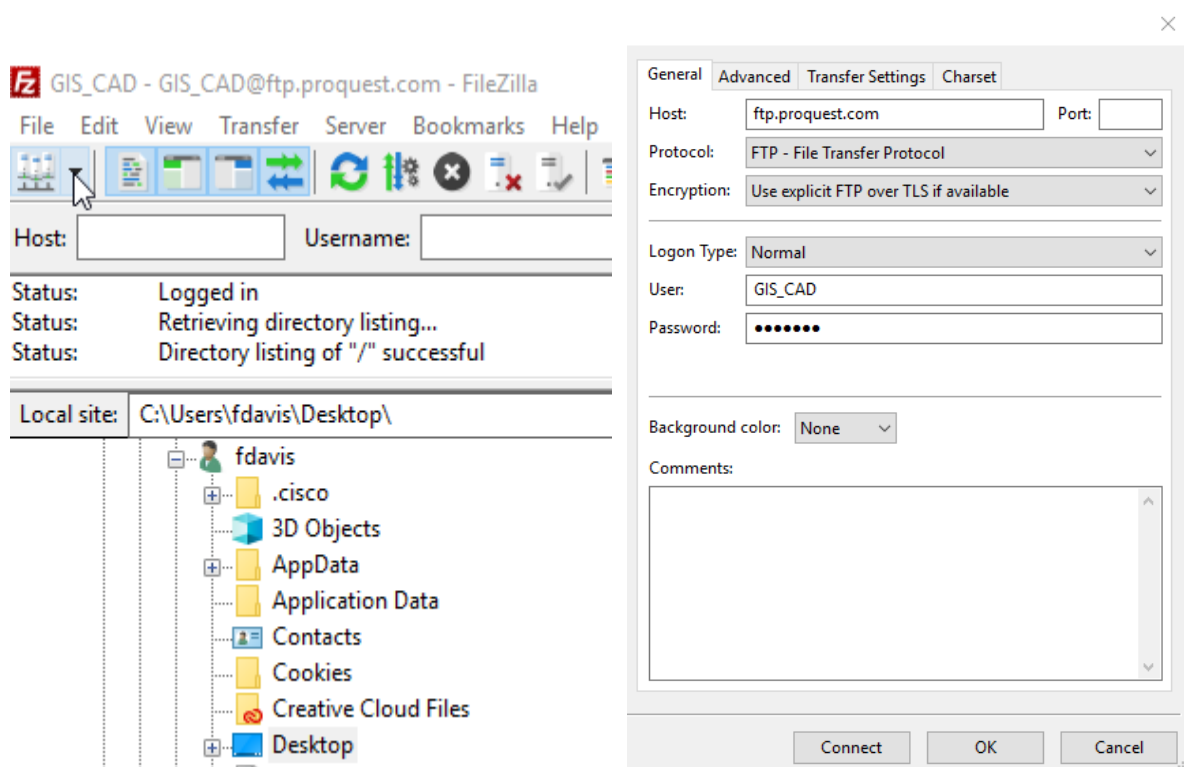 GIS_CAD - GIS_CAD@ftp.proquest.com - FileZilla
File Edit View Transfer Server Bookmarks Help
Host: Username:
Status: Logged in
Status: Retrieving directory listing...
Status: Directory listing of "/" successful
Local site: C:\Users\fdavis\Desktop\
fdavis
.cisco
3D Objects
AppData
Application Data
Contacts
Cookies
Creative Cloud Files
Desktop
General Advanced Transfer Settings Charset
Host: ftp.proquest.com Port:
Protocol: FTP - File Transfer Protocol
Encryption: Use explicit FTP over TLS if available
Logon Type: Normal
User: GIS_CAD
Password: ●●●●●●●
Background color: None
Comments:
Connect OK Cancel